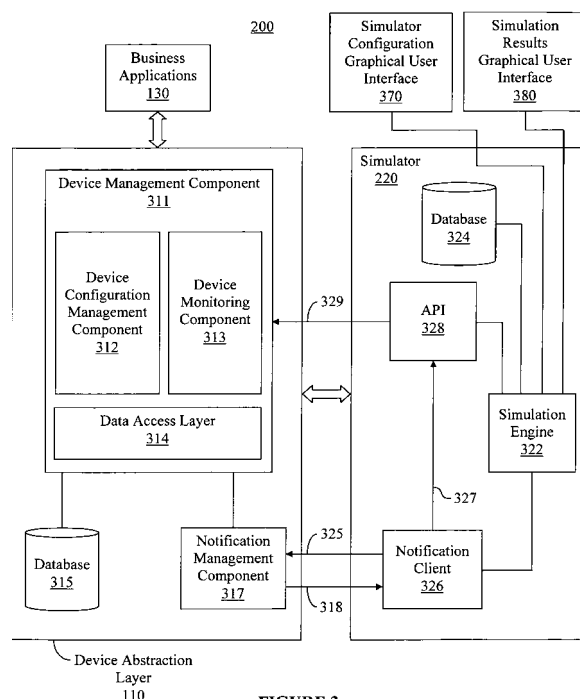 200
Business
Applications
130
Simulator
Configuration
Graphical User
Interface
370
Simulation
Results
Graphical User
Interface
380
Device Management Component
311
Device
Configuration
Management
Component
312
Device
Monitoring
Component
313
Data Access Layer
314
Database
315
Notification
Management
Component
317
Device Abstraction
Layer
110
Simulator
220
Database
324
329
API
328
Simulation
Engine
322
327
325
318
Notification
Client
326